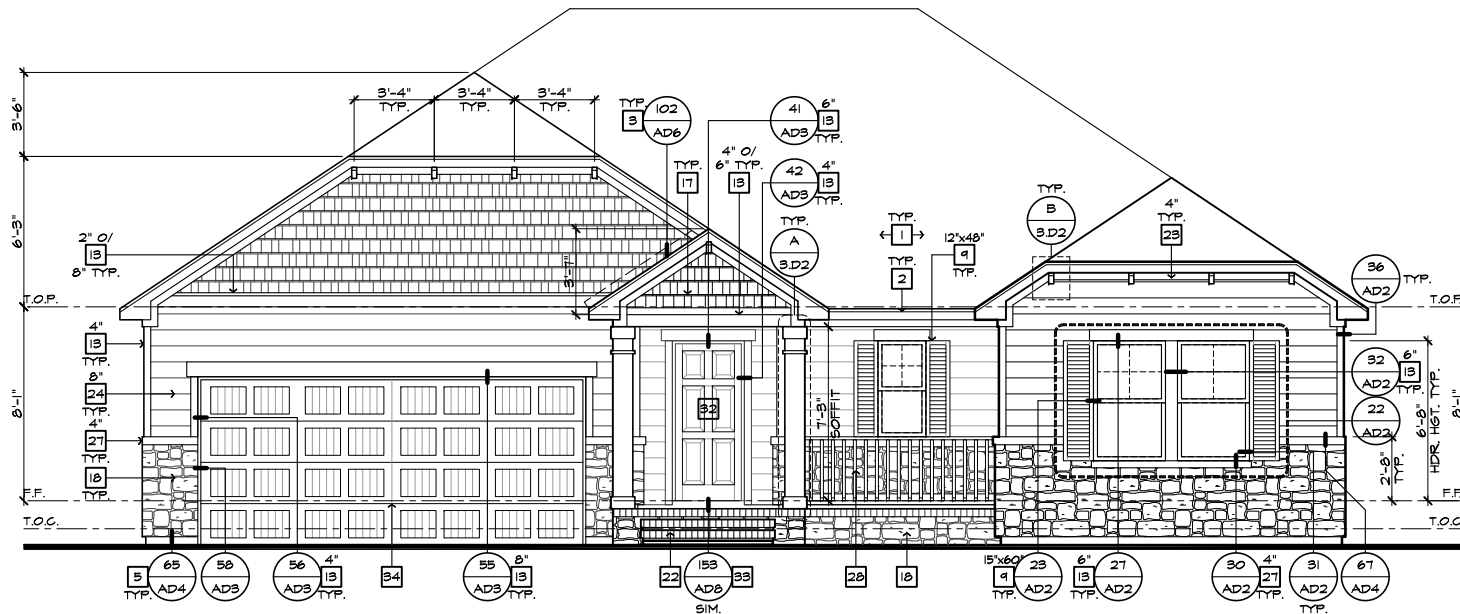 3'-4" 3'-4" 3'-4"
TYP. TYP. TYP.
TYP.
3
102
AD6
41
AD3
6"
13
TYP.
42
AD3
4"
13
TYP.
4" O/
6" TYP.
13
TYP.
17
TYP.
A
3.D2
TYP.
1
2
12"x48"
9
TYP.
TYP.
B
3.D2
4"
TYP.
23
36
AD2
TYP.
3'-6"
6'-3"
8'-1"
2" O/
13
8" TYP.
3'-7"
T.O.P.
T.O.P.
4"
13
TYP.
8"
24
TYP.
4"
27
TYP.
18
TYP.
32
7'-3"
SOFFIT
32
AD2
6"
13
TYP.
22
AD2
6'-8"
HDR. HGT. TYP.
8'-1"
2'-8"
TYP.
F.F.
F.F.
T.O.C.
T.O.C.
5
TYP.
65
AD4
58
AD3
56
AD3
4"
13
TYP.
34
55
AD3
8"
13
TYP.
22
153
AD8
SIM.
33
28
18
15"x60"
9
TYP.
23
AD2
6"
13
TYP.
27
AD2
30
AD2
4"
27
TYP.
31
AD2
TYP.
67
AD4